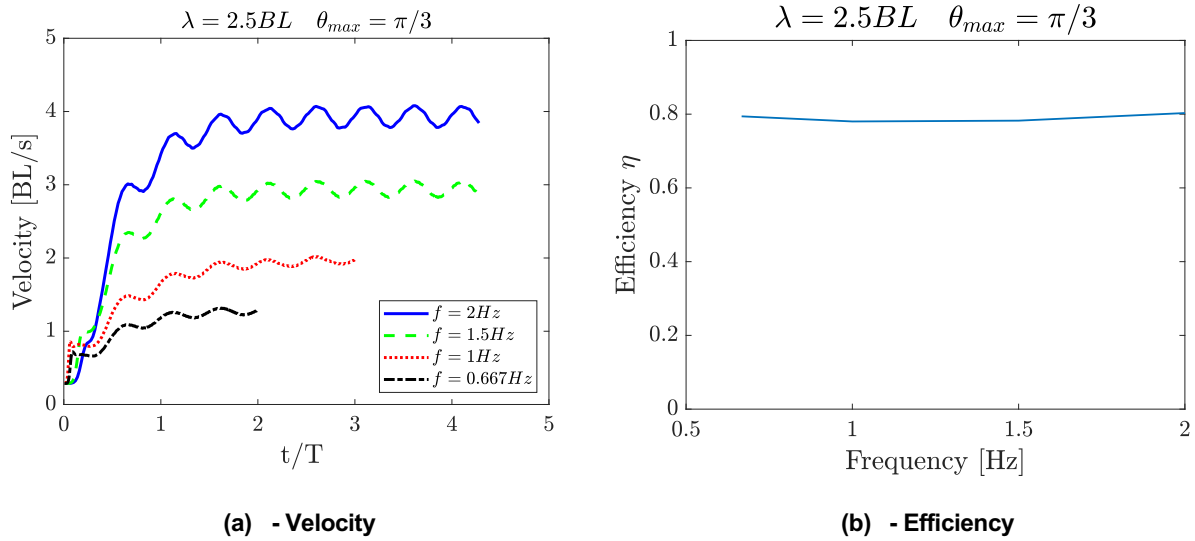 λ = 2.5BL θmax = π/3
Velocity [BL/s]
5
4
3
2
1
0
0 1 2 3 4 5
t/T
f = 2Hz
f = 1.5Hz
f = 1Hz
f = 0.667Hz
(a) - Velocity
λ = 2.5BL θmax = π/3
Efficiency η
1
0.8
0.6
0.4
0.2
0
0.5 1 1.5 2
Frequency [Hz]
(b) - Efficiency